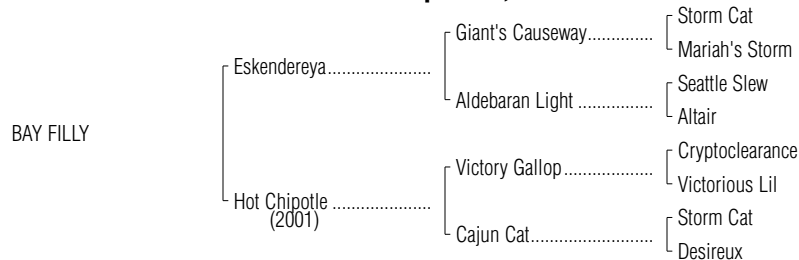 Storm Cat
Giant's Causeway..............
Mariah's Storm
Eskendereya......................
Seattle Slew
Aldebaran Light ................
Altair
BAY FILLY
Cryptoclearance
Victory Gallop...................
Victorious Lil
Hot Chipotle .....................
(2001)
Storm Cat
Cajun Cat..........................
Desireux